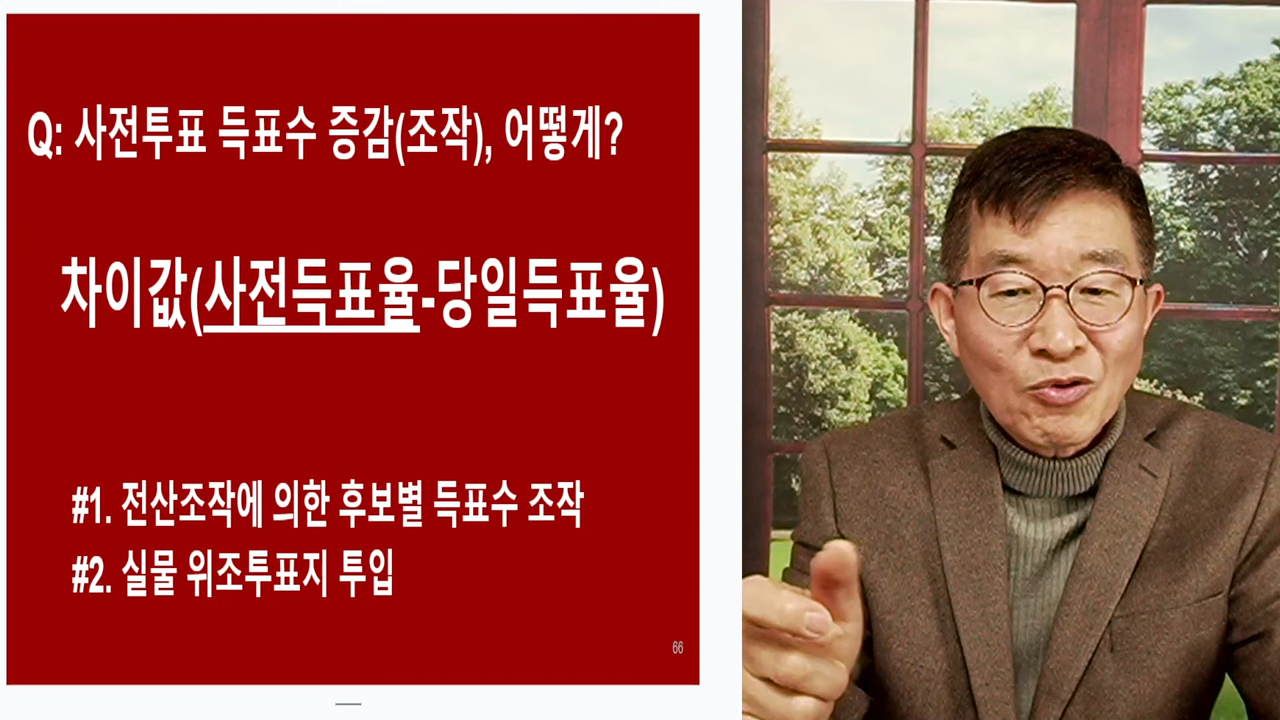 Q: 사전투표 득표수 증감(조작), 어떻게?
차이값(사전득표율-당일득표율)
#1. 전산조작에 의한 후보별 득표수 조작
#2. 실물 위조투표지 투입
66